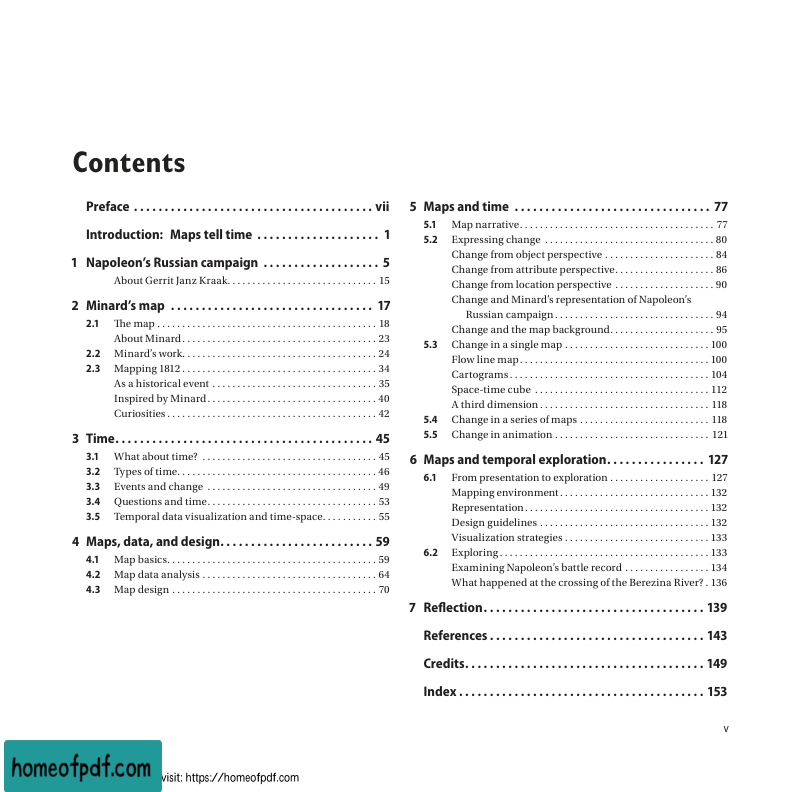 Contents
Preface ........................................ vii
Introduction: Maps tell time ................... 1
1 Napoleon's Russian campaign .................. 5
About Gerrit Janz Kraak. ....................... 15
2 Minard's map ................................. 17
2.1 The map .................................... 18
About Minard. .................................. 23
2.2 Minard's work. ............................. 24
2.3 Mapping 1812 ............................... 34
As a historical event .......................... 35
Inspired by Minard ............................. 40
Curiosities .................................... 42
3 Time. ........................................ 45
3.1 What about time? ........................... 45
3.2 Types of time. ............................. 46
3.3 Events and change .......................... 49
3.4 Questions and time. ........................ 53
3.5 Temporal data visualization and time-space. .......... 55
4 Maps, data, and design. ...................... 59
4.1 Map basics. ................................ 59
4.2 Map data analysis .......................... 64
4.3 Map design ................................. 70
5 Maps and time ................................ 77
5.1 Map narrative. ............................. 77
5.2 Expressing change .......................... 80
Change from object perspective ................. 84
Change from attribute perspective. ............. 86
Change from location perspective ............... 90
Change and Minard's representation of Napoleon's
Russian campaign ............................... 94
Change and the map background. ................. 95
5.3 Change in a single map ..................... 100
Flow line map .................................. 100
Cartograms ..................................... 104
Space-time cube ................................ 112
A third dimension .............................. 118
5.4 Change in a series of maps ................. 118
5.5 Change in animation ........................ 121
6 Maps and temporal exploration. ............... 127
6.1 From presentation to exploration ........... 127
Mapping environment ............................ 132
Representation ................................. 132
Design guidelines .............................. 132
Visualization strategies ....................... 133
6.2 Exploring .................................. 133
Examining Napoleon's battle record ............. 134
What happened at the crossing of the Berezina River? . 136
7 Reflection. .................................. 139
References ..................................... 143
Credits. ....................................... 149
Index .......................................... 153
v
homeofpdf.com
visit: https://homeofpdf.com